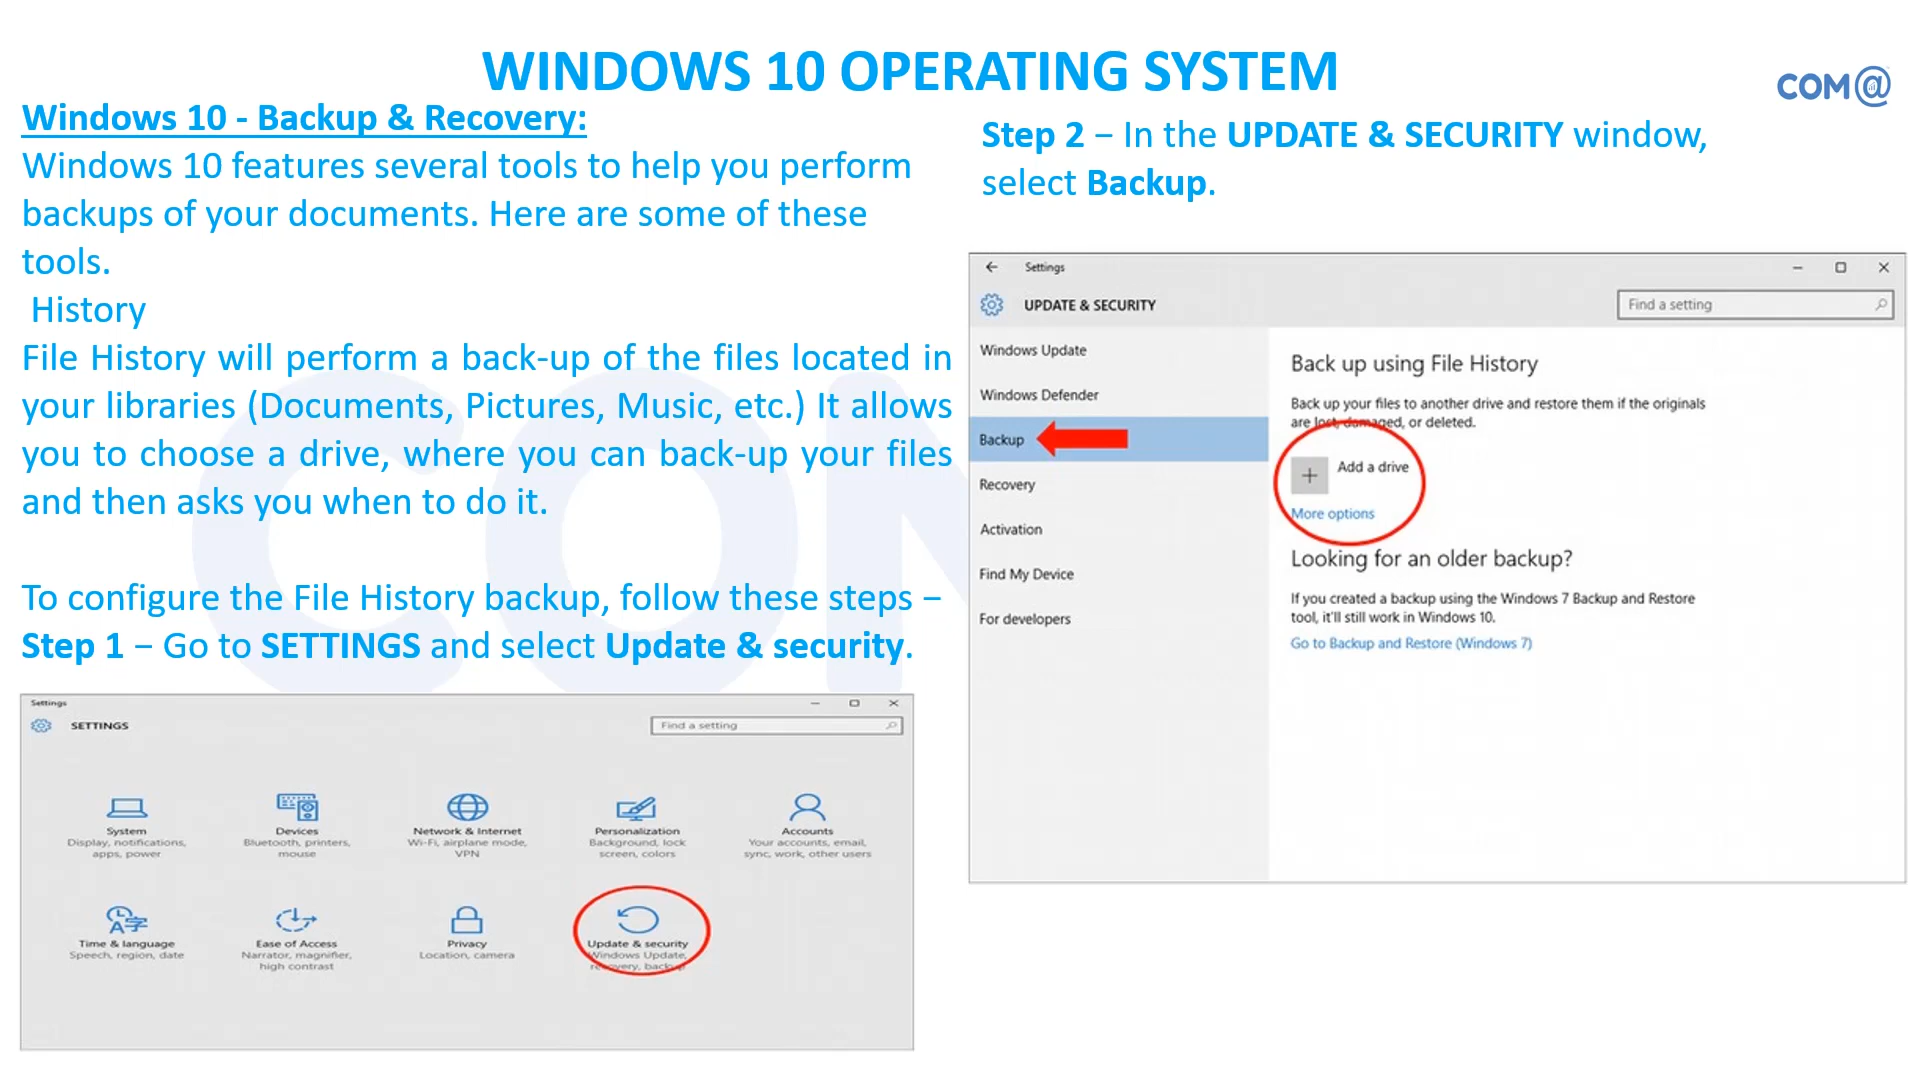 WINDOWS 10 OPERATING SYSTEM
COM@
Windows 10 - Backup & Recovery:
Windows 10 features several tools to help you perform
backups of your documents. Here are some of these
tools.
History
File History will perform a back-up of the files located in
your libraries (Documents, Pictures, Music, etc.) It allows
you to choose a drive, where you can back-up your files
and then asks you when to do it.
To configure the File History backup, follow these steps −
Step 1 − Go to SETTINGS and select Update & security.
Settings
SETTINGS
Find a setting
System
Display, notifications,
apps, power
Devices
Bluetooth, printers,
mouse
Network & Internet
Wi-Fi, airplane mode,
VPN
Personalization
Background, lock
screen, colors
Accounts
Your accounts, email,
sync, work, other users
Time & language
Speech, region, date
Ease of Access
Narrator, magnifier,
high contrast
Privacy
Location, camera
Update & security
Windows Update,
recovery, backup
Step 2 − In the UPDATE & SECURITY window,
select Backup.
Settings
UPDATE & SECURITY
Find a setting
Windows Update
Windows Defender
Backup
Recovery
Activation
Find My Device
For developers
Back up using File History
Back up your files to another drive and restore them if the originals
are lost, damaged, or deleted.
Add a drive
More options
Looking for an older backup?
If you created a backup using the Windows 7 Backup and Restore
tool, it'll still work in Windows 10.
Go to Backup and Restore (Windows 7)